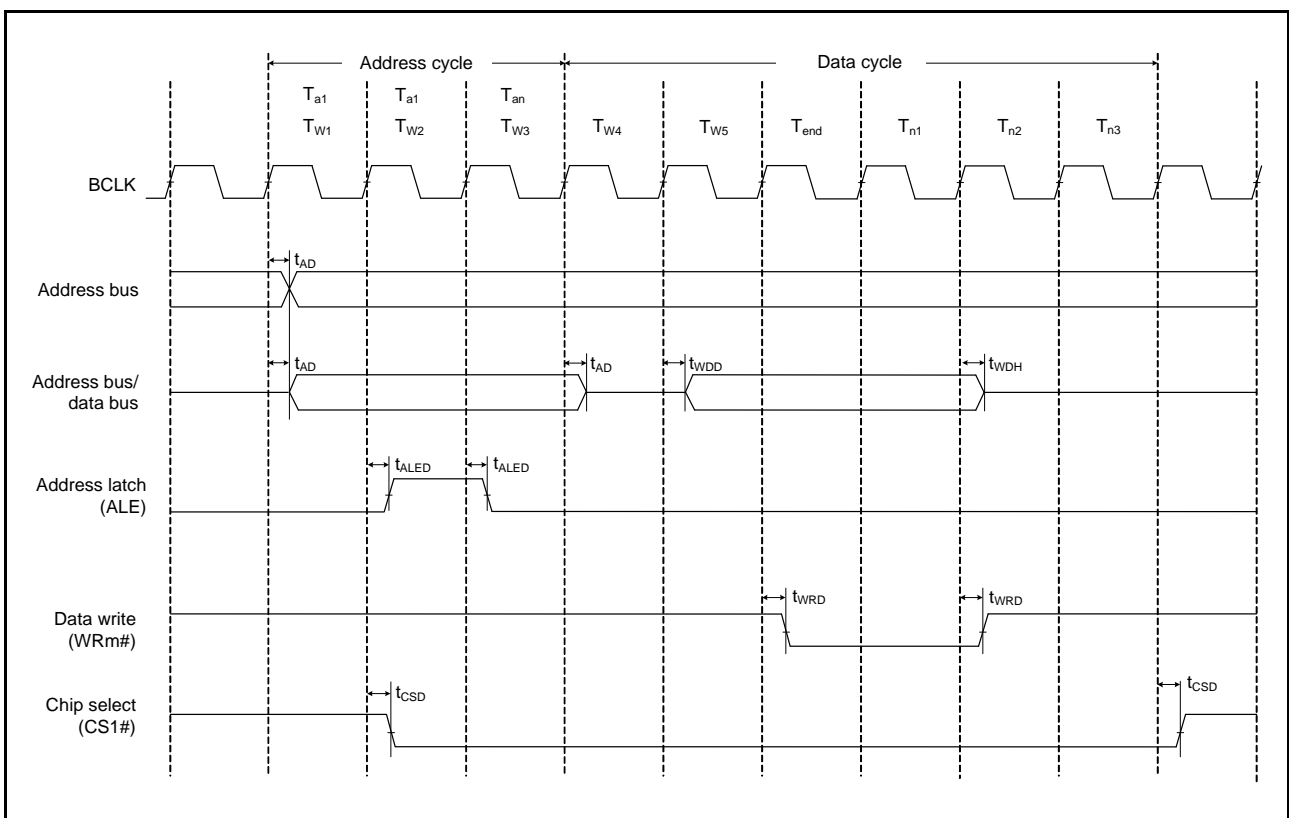 Address cycle Data cycle
Ta1 Ta1 Tan
TW1 TW2 TW3 TW4 TW5 Tend Tn1 Tn2 Tn3
BCLK
tAD
Address bus
tAD tAD tWDD tWDH
Address bus/
data bus
tALED tALED
Address latch
(ALE)
tWRD tWRD
Data write
(WRm#)
tCSD tCSD
Chip select
(CS1#)